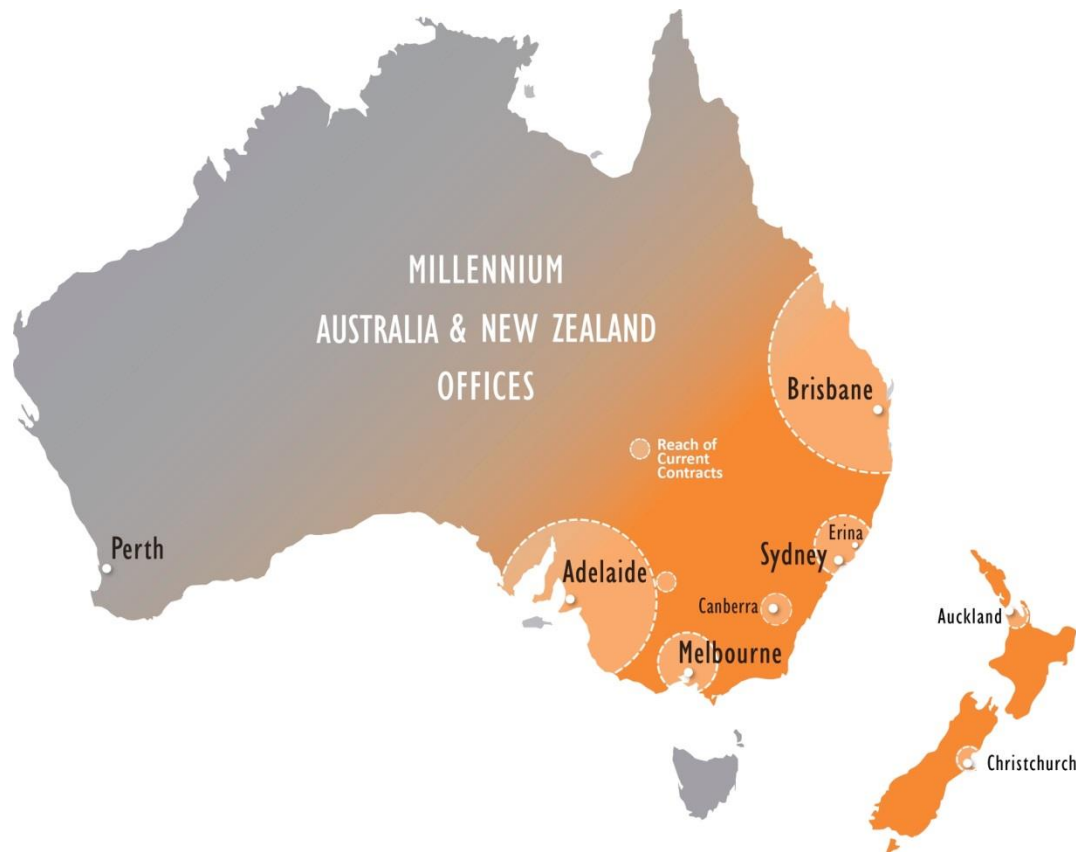 MILLENNIUM
AUSTRALIA & NEW ZEALAND
OFFICES
Brisbane
Reach of
Current
Contracts
Perth
Erina
Sydney
Adelaide
Canberra
Auckland
Melbourne
Christchurch